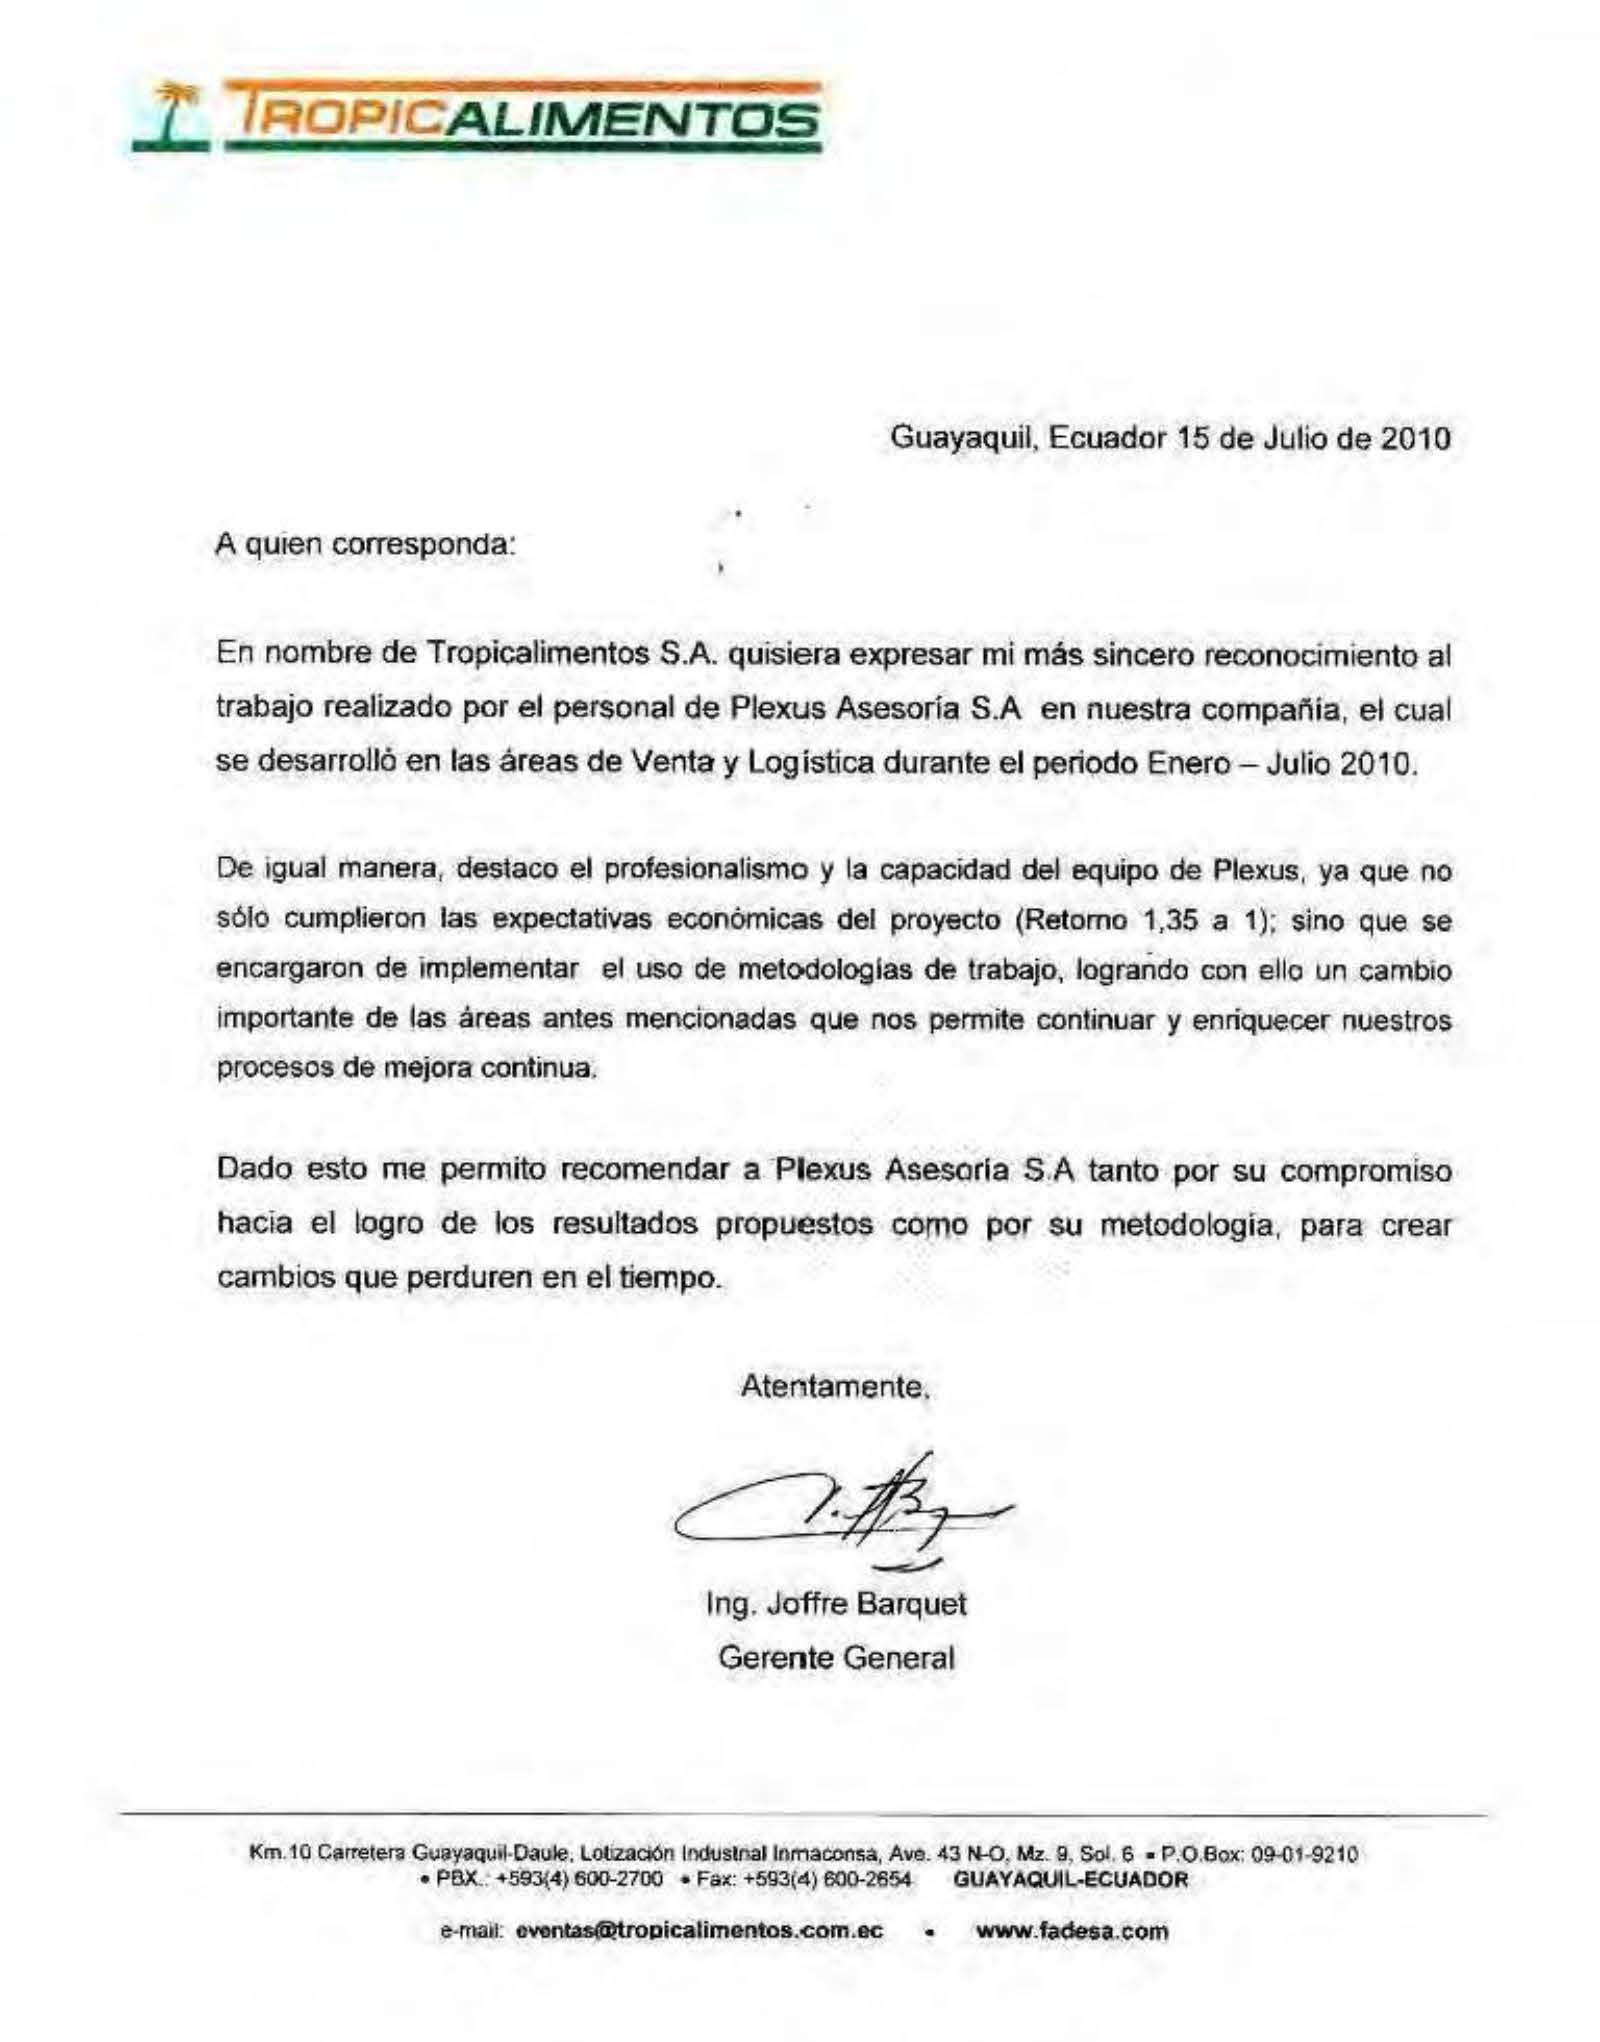 TROPICALIMENTOS
Guayaquil, Ecuador 15 de Julio de 2010
A quien corresponda:
En nombre de Tropicalimentos S.A. quisiera expresar mi más sincero reconocimiento al
trabajo realizado por el personal de Plexus Asesoría S.A en nuestra compañía, el cual
se desarrolló en las áreas de Venta y Logística durante el periodo Enero – Julio 2010.
De igual manera, destaco el profesionalismo y la capacidad del equipo de Plexus, ya que no
sólo cumplieron las expectativas económicas del proyecto (Retorno 1,35 a 1); sino que se
encargaron de implementar el uso de metodologías de trabajo, logrando con ello un cambio
importante de las áreas antes mencionadas que nos permite continuar y enriquecer nuestros
procesos de mejora continua.
Dado esto me permito recomendar a Plexus Asesoría S.A tanto por su compromiso
hacia el logro de los resultados propuestos como por su metodología, para crear
cambios que perduren en el tiempo.
Atentamente,
Ing. Joffre Barquet
Gerente General
Km.10 Carretera Guayaquil-Daule, Lotización Industrial Inmaconsa, Ave. 43 N-O, Mz. 9, Sol. 6 • P.O.Box: 09-01-9210
• PBX.: +593(4) 600-2700 • Fax: +593(4) 600-2654 GUAYAQUIL-ECUADOR
e-mail: eventas@tropicalimentos.com.ec • www.fadesa.com